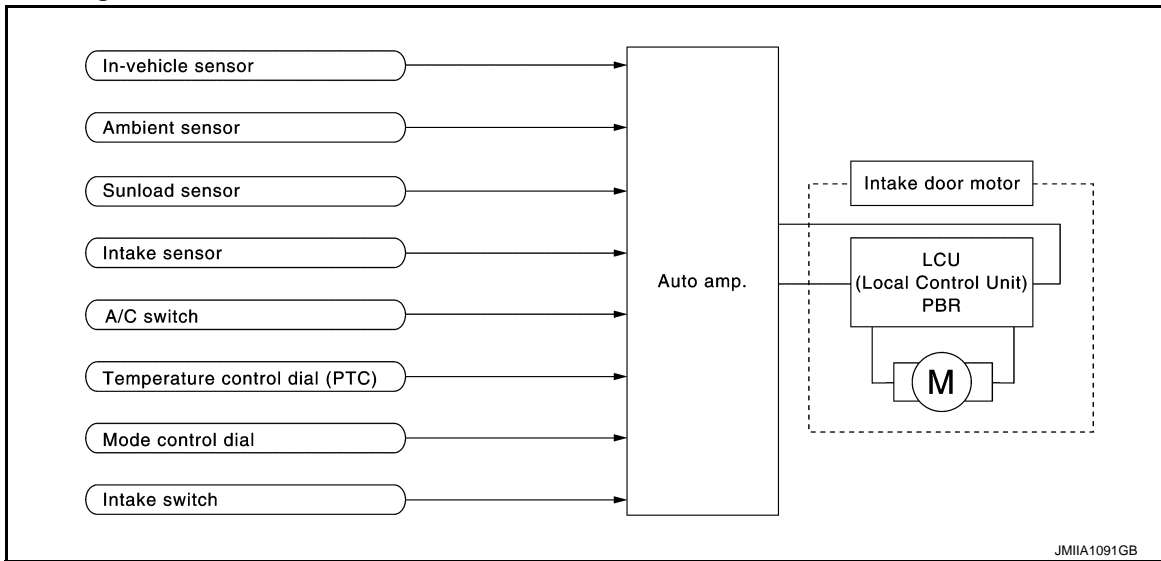 In-vehicle sensor
Ambient sensor
Sunload sensor
Intake sensor
A/C switch
Temperature control dial (PTC)
Mode control dial
Intake switch
Auto amp.
Intake door motor
LCU
(Local Control Unit)
PBR
M
JMIIA1091GB